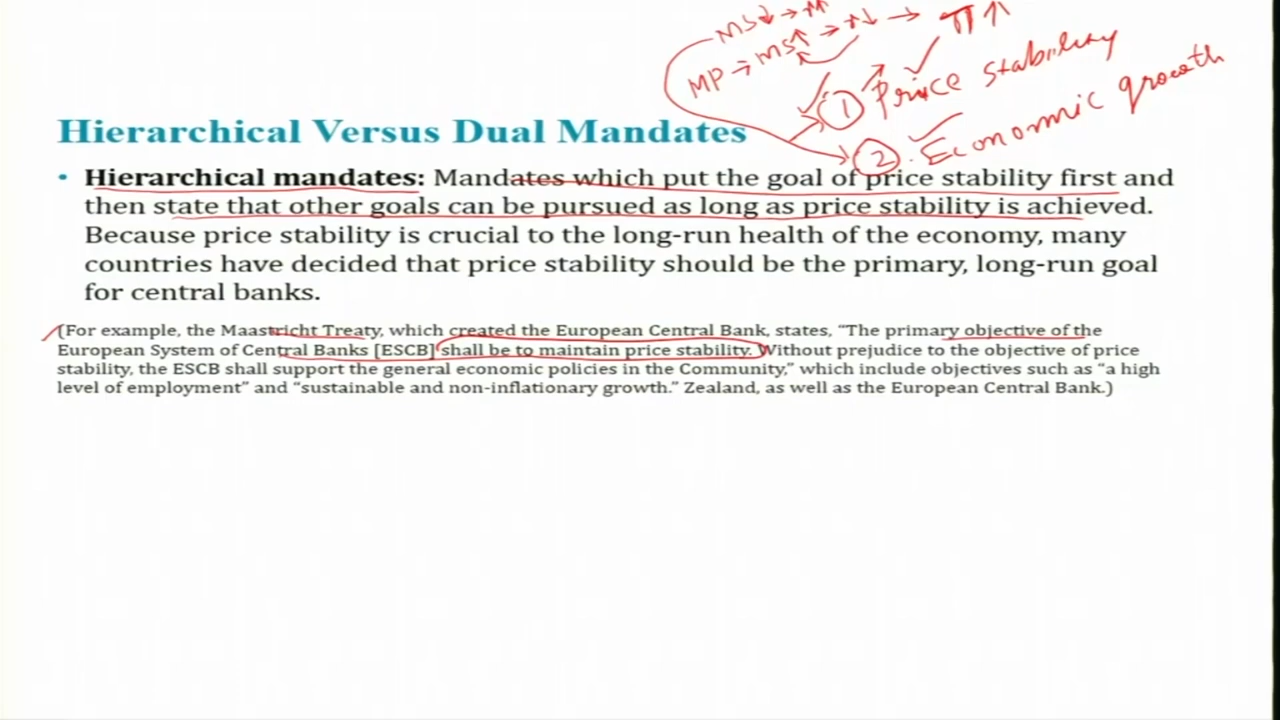 MS↓ → r↑
MP → MS↑ → r↓ → π↑
① Price stability
② Economic growth
Hierarchical Versus Dual Mandates
• Hierarchical mandates: Mandates which put the goal of price stability first and
then state that other goals can be pursued as long as price stability is achieved.
Because price stability is crucial to the long-run health of the economy, many
countries have decided that price stability should be the primary, long-run goal
for central banks.
(For example, the Maastricht Treaty, which created the European Central Bank, states, “The primary objective of the
European System of Central Banks [ESCB] shall be to maintain price stability. Without prejudice to the objective of price
stability, the ESCB shall support the general economic policies in the Community,” which include objectives such as “a high
level of employment” and “sustainable and non-inflationary growth.” Zealand, as well as the European Central Bank.)